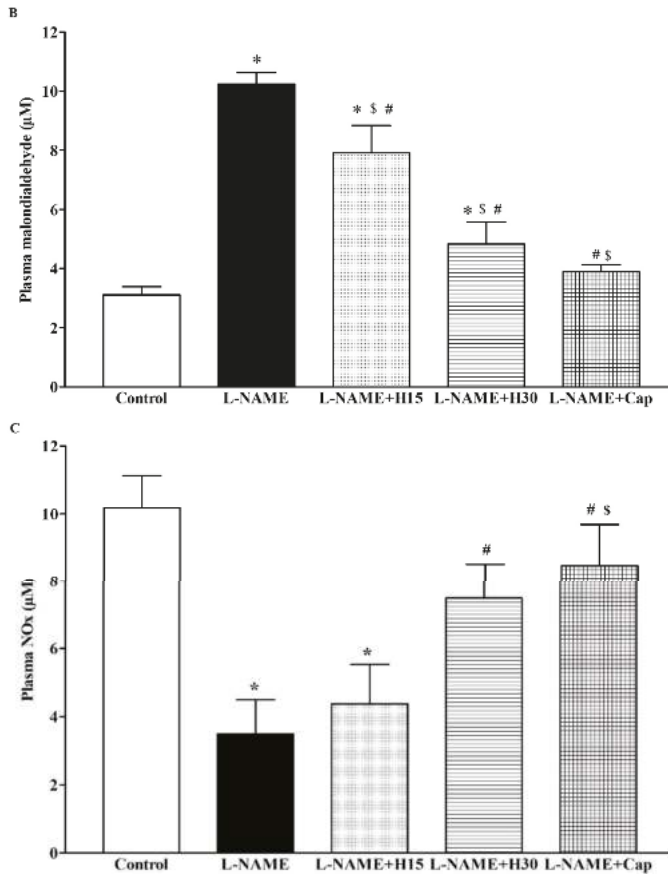 B
12
10
8
6
4
2
0
Plasma malondialdehyde (μM)
*
* $ #
* $ #
# $
Control L-NAME L-NAME+H15 L-NAME+H30 L-NAME+Cap
C
12
10
8
6
4
2
0
Plasma NOx (μM)
*
*
#
# $
Control L-NAME L-NAME+H15 L-NAME+H30 L-NAME+Cap